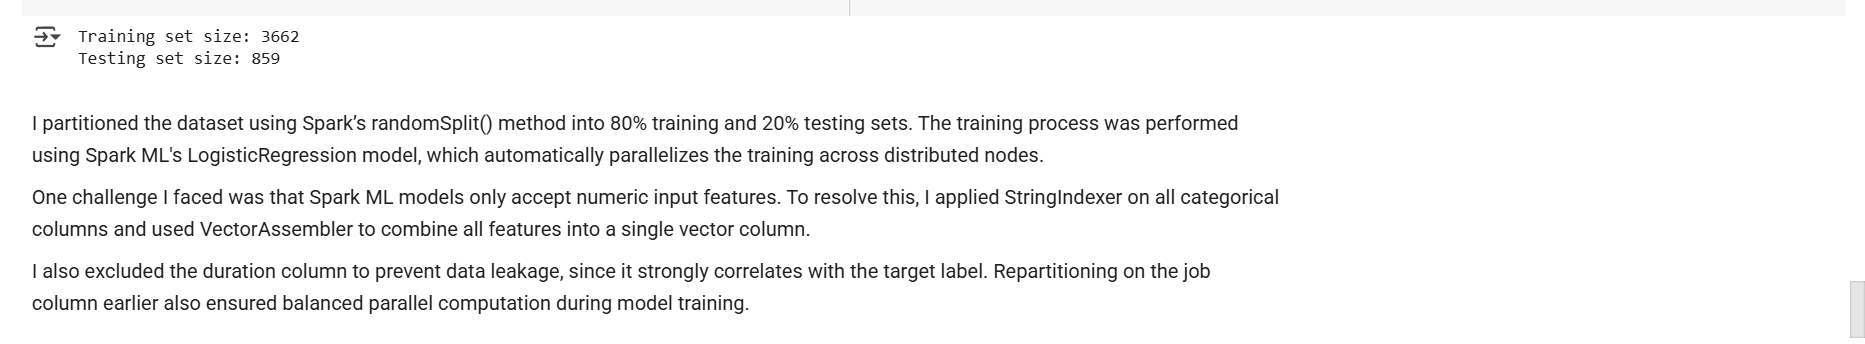 Training set size: 3662
Testing set size: 859
I partitioned the dataset using Spark’s randomSplit() method into 80% training and 20% testing sets. The training process was performed
using Spark ML's LogisticRegression model, which automatically parallelizes the training across distributed nodes.
One challenge I faced was that Spark ML models only accept numeric input features. To resolve this, I applied StringIndexer on all categorical
columns and used VectorAssembler to combine all features into a single vector column.
I also excluded the duration column to prevent data leakage, since it strongly correlates with the target label. Repartitioning on the job
column earlier also ensured balanced parallel computation during model training.